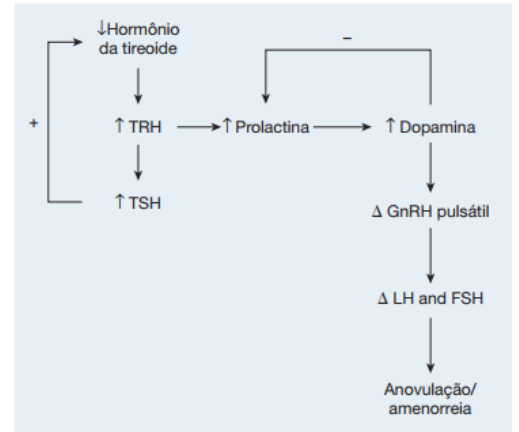 ↓Hormônio
da tireoide
–
+
↑ TRH
↑ Prolactina
↑ Dopamina
↑ TSH
Δ GnRH pulsátil
Δ LH and FSH
Anovulação/
amenorreia